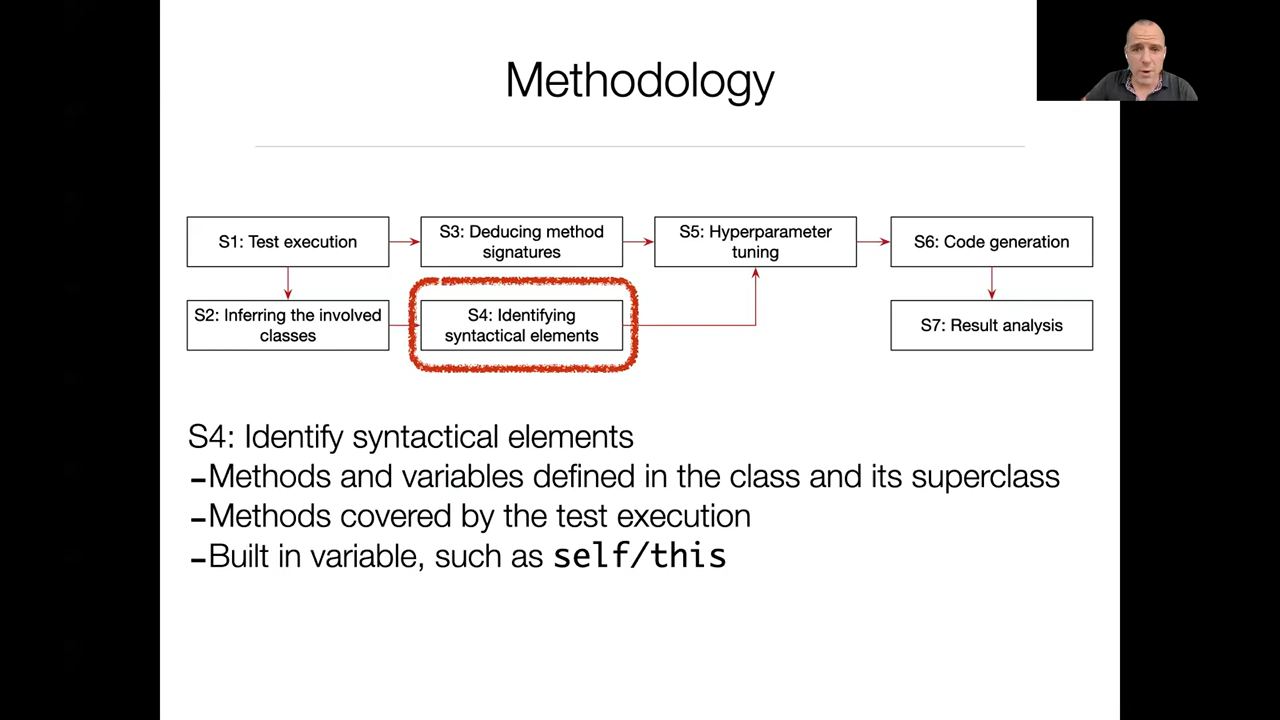 Methodology
S1: Test execution
S3: Deducing method
signatures
S5: Hyperparameter
tuning
S6: Code generation
S2: Inferring the involved
classes
S4: Identifying
syntactical elements
S7: Result analysis
S4: Identify syntactical elements
-Methods and variables defined in the class and its superclass
-Methods covered by the test execution
-Built in variable, such as self/this